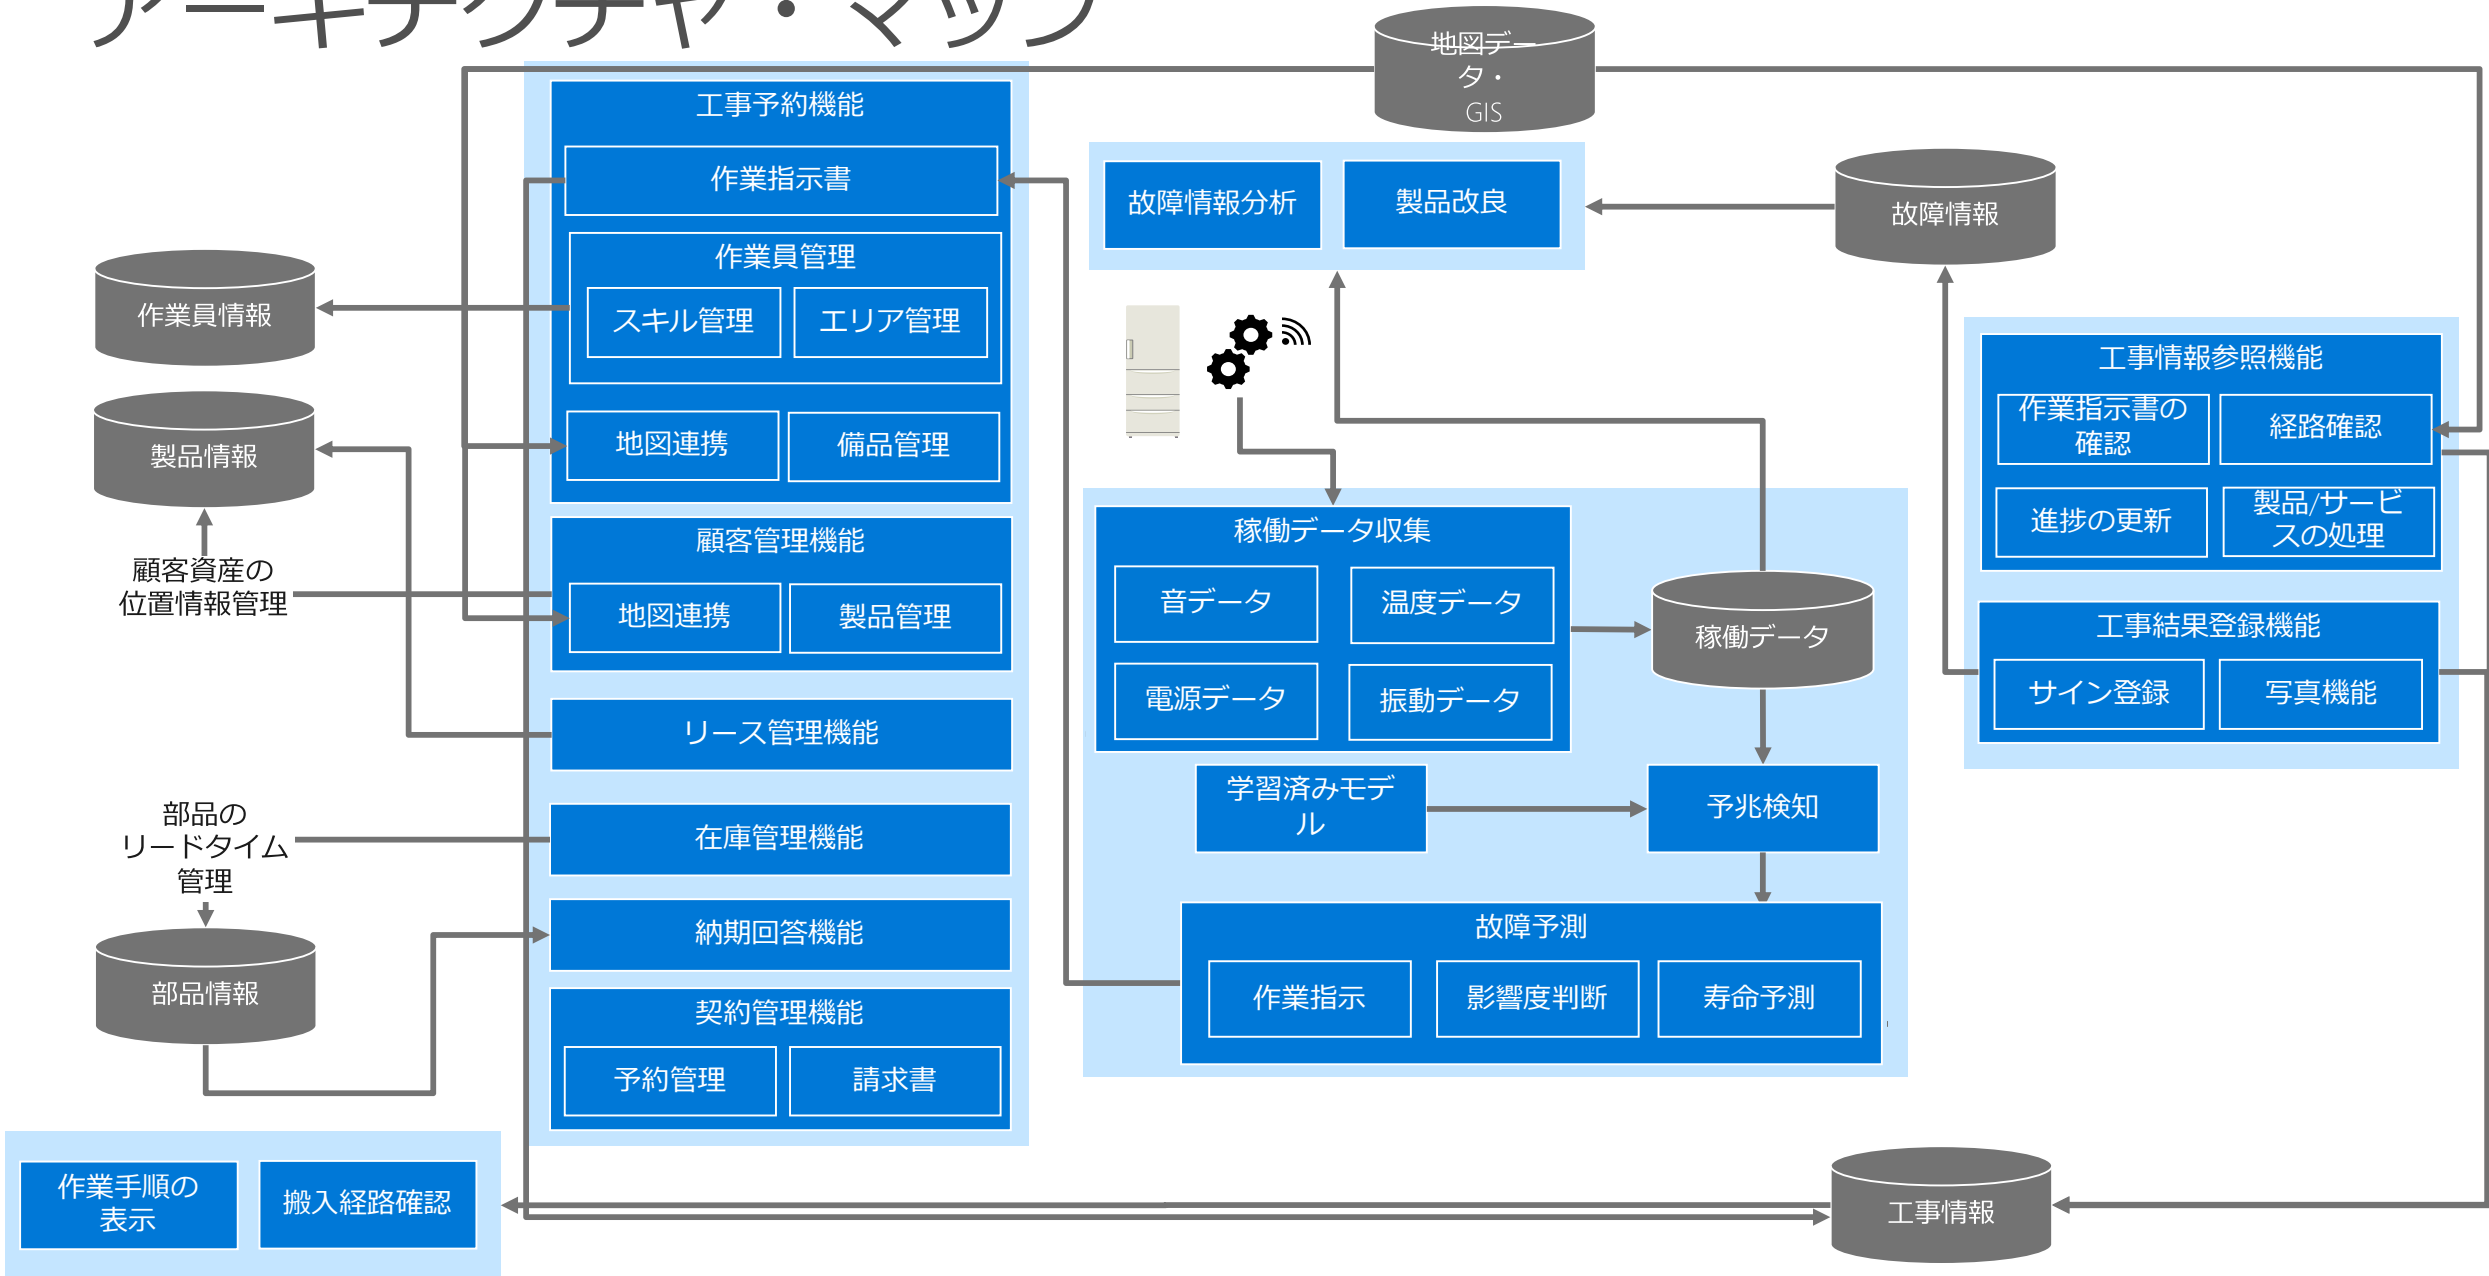 アーキテクチャ・マップ
地図デー
タ・
GIS
工事予約機能
作業指示書
作業員管理
スキル管理
エリア管理
地図連携
備品管理
顧客管理機能
地図連携
製品管理
リース管理機能
在庫管理機能
納期回答機能
契約管理機能
予約管理
請求書
作業員情報
製品情報
顧客資産の
位置情報管理
部品の
リードタイム
管理
部品情報
作業手順の
表示
搬入経路確認
故障情報分析
製品改良
故障情報
稼働データ収集
音データ
温度データ
電源データ
振動データ
稼働データ
学習済みモデ
ル
予兆検知
故障予測
作業指示
影響度判断
寿命予測
工事情報参照機能
作業指示書の
確認
経路確認
進捗の更新
製品/サービ
スの処理
工事結果登録機能
サイン登録
写真機能
工事情報